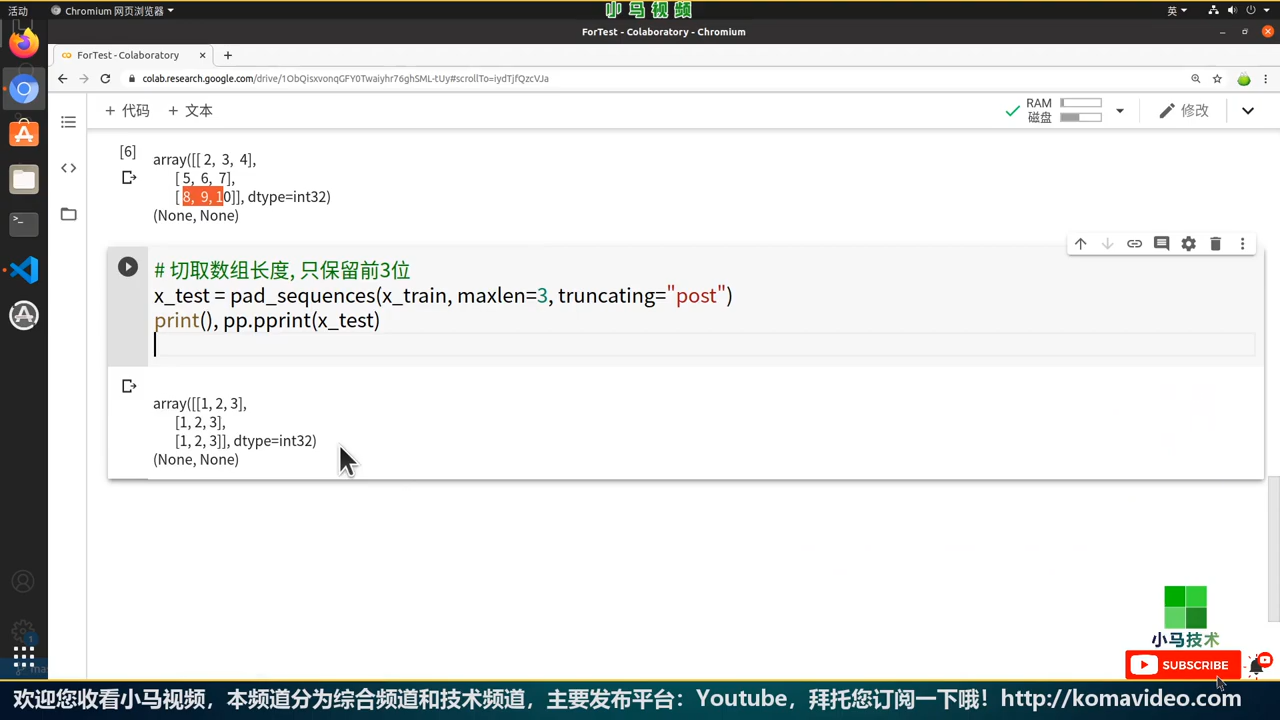 活动
Chromium 网页浏览器
小马视频
英
ForTest - Colaboratory - Chromium
ForTest - Colaboratory
colab.research.google.com/drive/1ObQisxvonqGFY0Twaiyhr76ghSML-tUy#scrollTo=iydTjfQzcVJa
+ 代码 + 文本
RAM
磁盘
修改
[6]
array([[ 2, 3, 4],
[ 5, 6, 7],
[ 8, 9, 10]], dtype=int32)
(None, None)
# 切取数组长度, 只保留前3位
x_test = pad_sequences(x_train, maxlen=3, truncating="post")
print(), pp.pprint(x_test)
array([[1, 2, 3],
[1, 2, 3],
[1, 2, 3]], dtype=int32)
(None, None)
小马技术
SUBSCRIBE
欢迎您收看小马视频，本频道分为综合频道和技术频道，主要发布平台：Youtube，拜托您订阅一下哦！http://komavideo.com